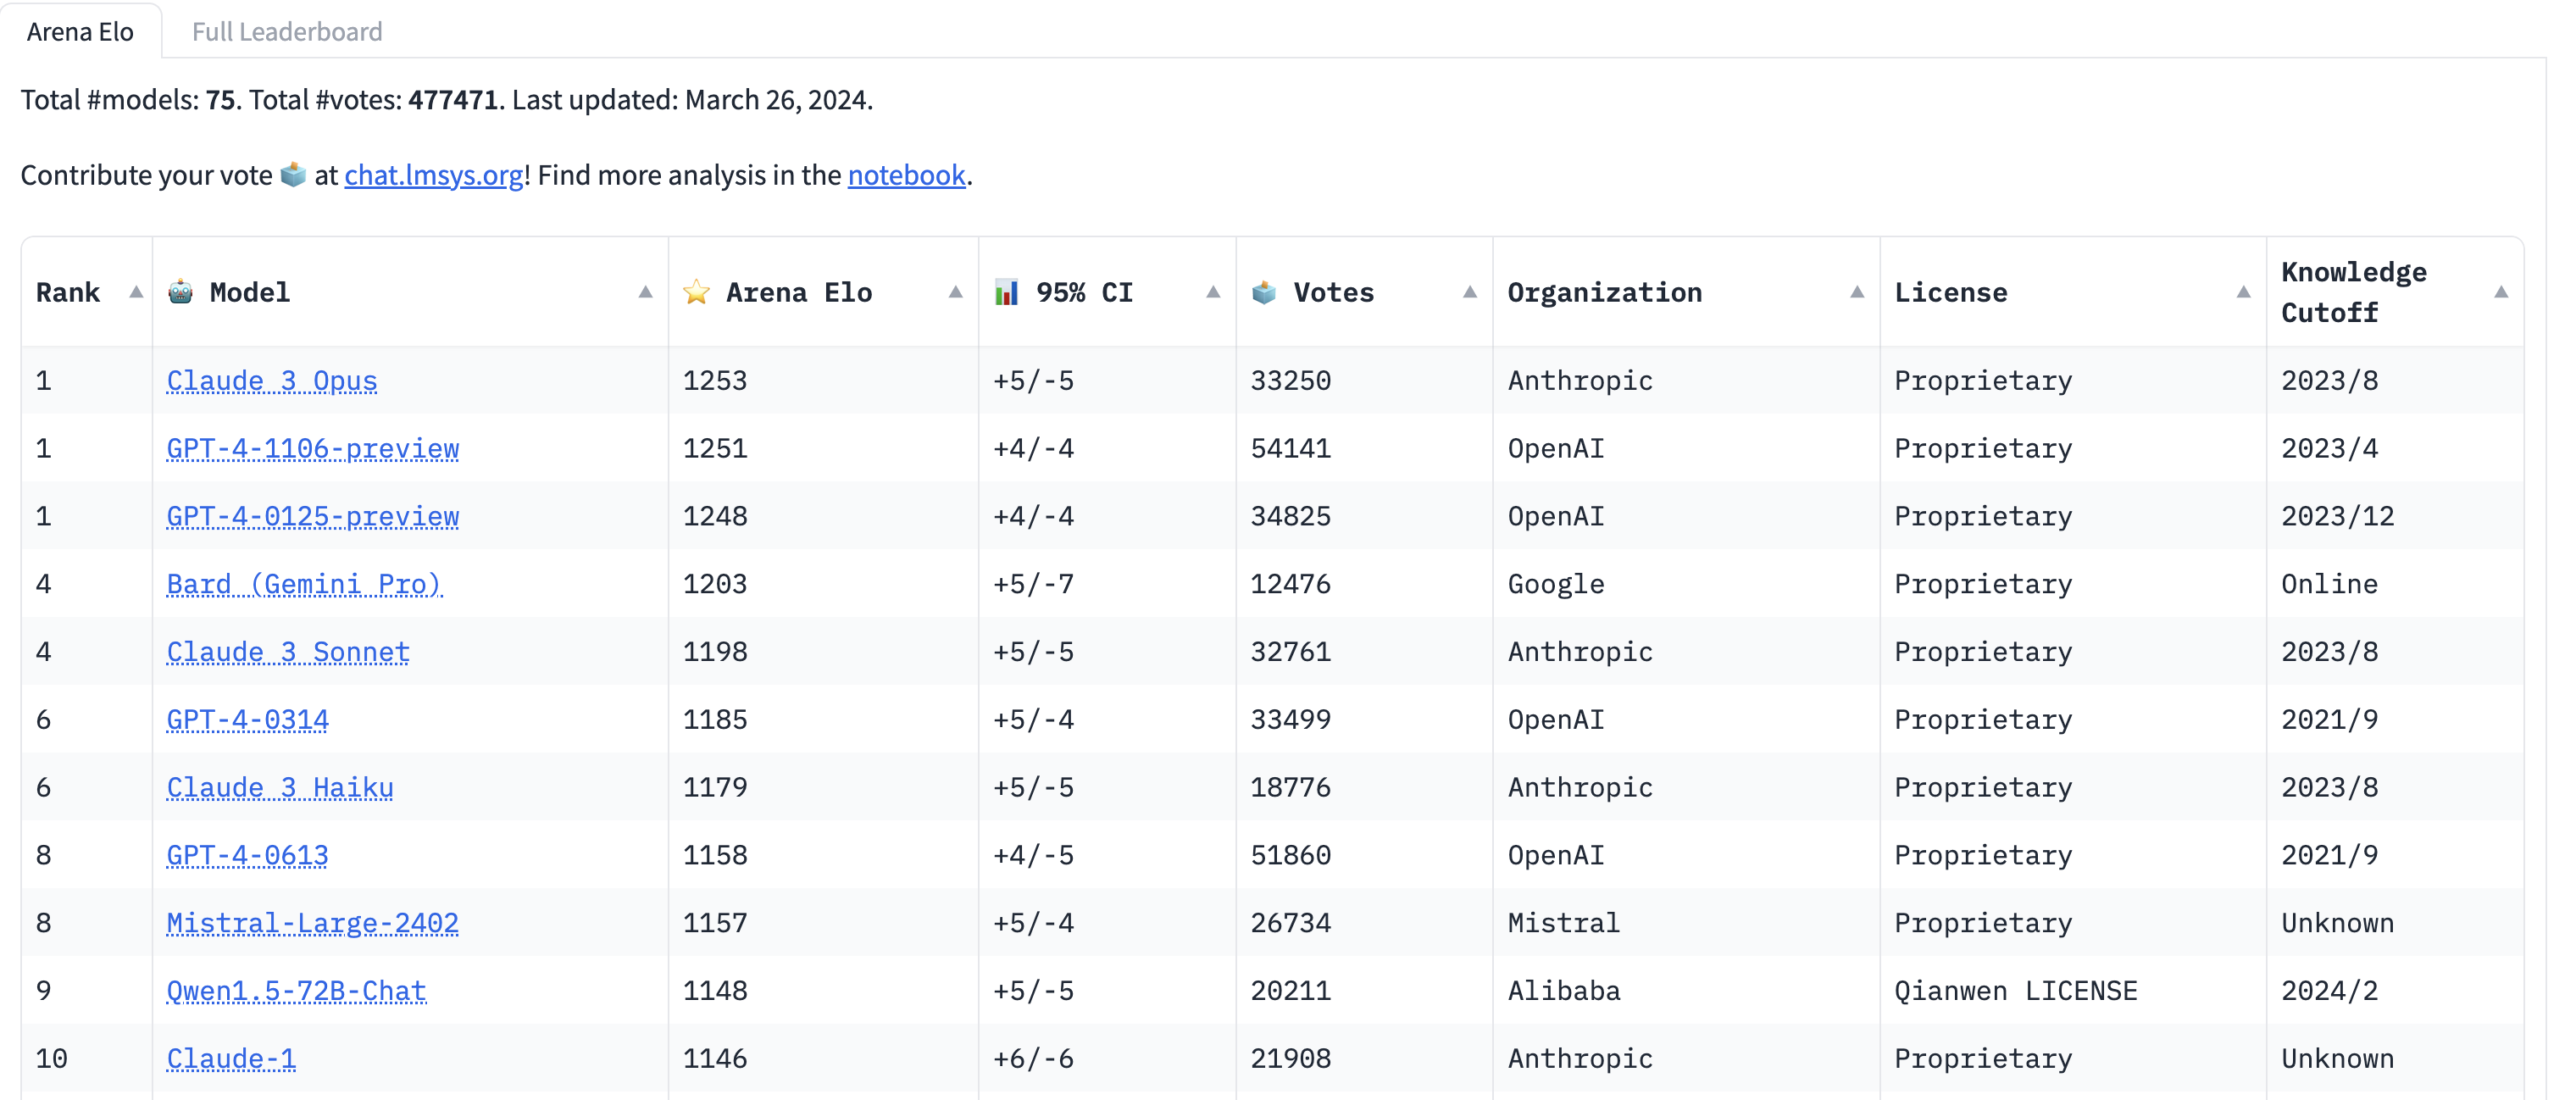 Arena Elo Full Leaderboard
Total #models: 75. Total #votes: 477471. Last updated: March 26, 2024.
Contribute your vote 🗳️ at chat.lmsys.org! Find more analysis in the notebook.
Rank ▲ 🤖 Model ▲ ⭐ Arena Elo ▲ 📊 95% CI ▲ 🗳️ Votes ▲ Organization ▲ License ▲ Knowledge Cutoff ▲
1 Claude 3 Opus 1253 +5/-5 33250 Anthropic Proprietary 2023/8
1 GPT-4-1106-preview 1251 +4/-4 54141 OpenAI Proprietary 2023/4
1 GPT-4-0125-preview 1248 +4/-4 34825 OpenAI Proprietary 2023/12
4 Bard (Gemini Pro) 1203 +5/-7 12476 Google Proprietary Online
4 Claude 3 Sonnet 1198 +5/-5 32761 Anthropic Proprietary 2023/8
6 GPT-4-0314 1185 +5/-4 33499 OpenAI Proprietary 2021/9
6 Claude 3 Haiku 1179 +5/-5 18776 Anthropic Proprietary 2023/8
8 GPT-4-0613 1158 +4/-5 51860 OpenAI Proprietary 2021/9
8 Mistral-Large-2402 1157 +5/-4 26734 Mistral Proprietary Unknown
9 Qwen1.5-72B-Chat 1148 +5/-5 20211 Alibaba Qianwen LICENSE 2024/2
10 Claude-1 1146 +6/-6 21908 Anthropic Proprietary Unknown